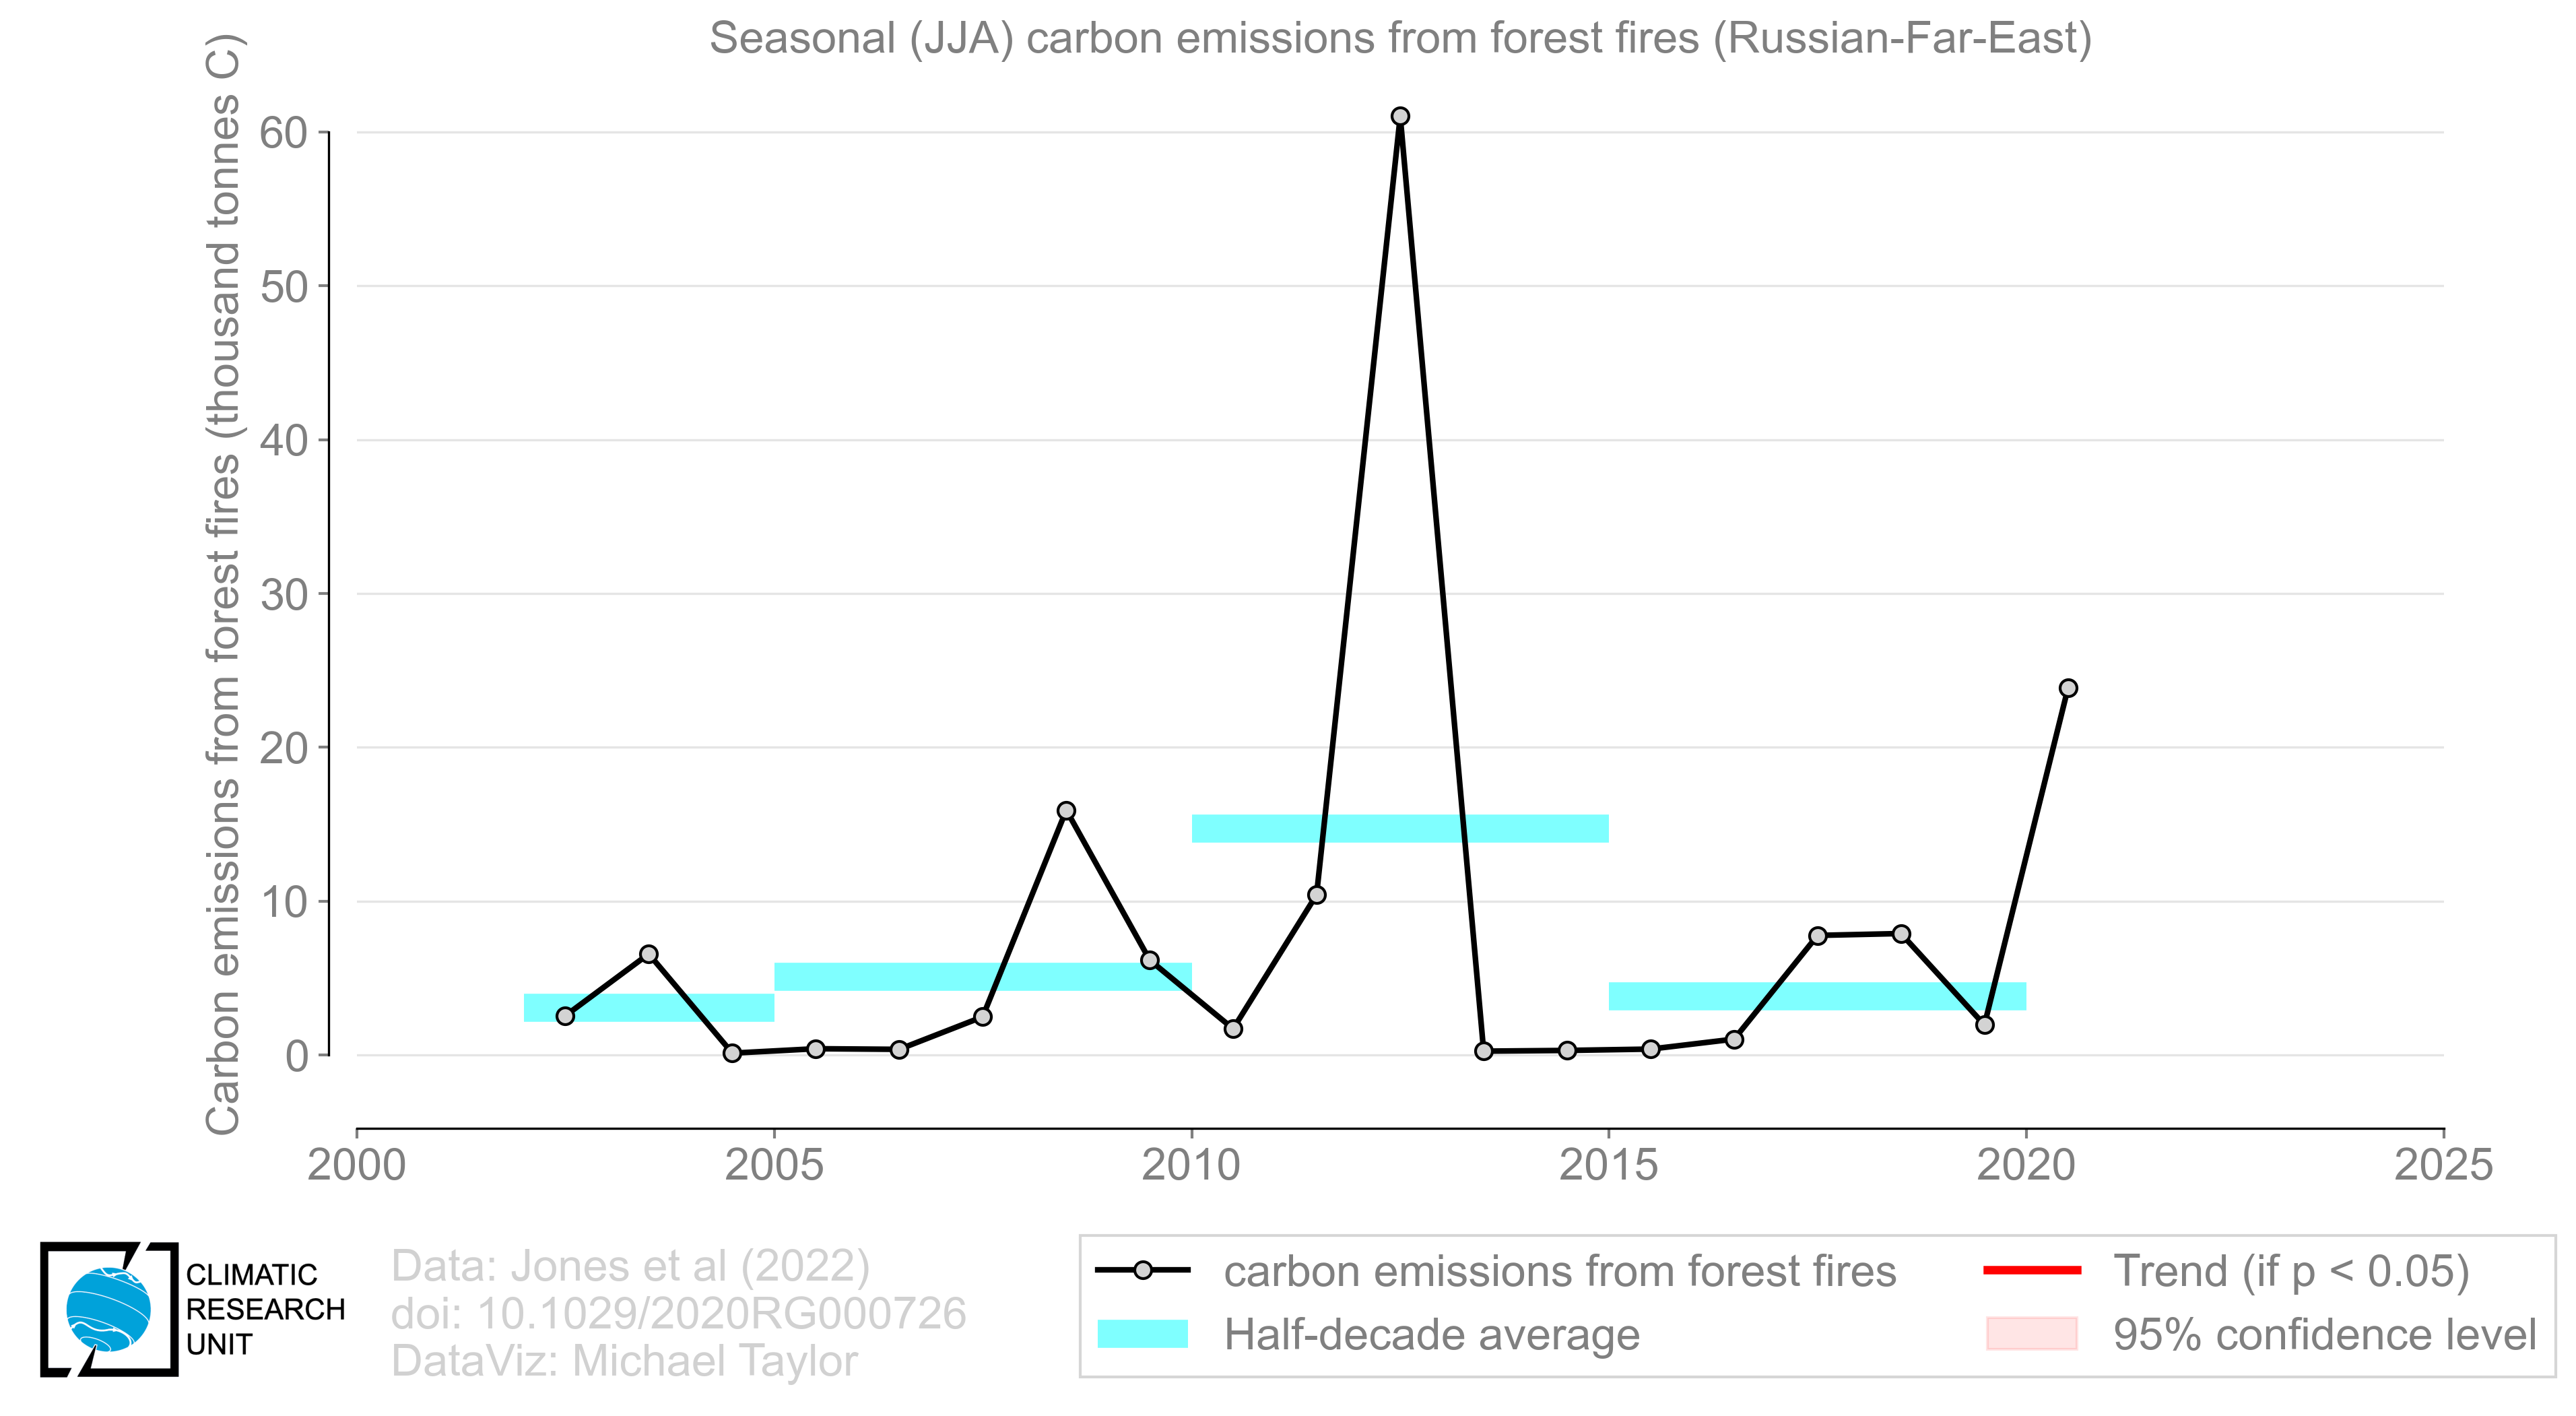 Seasonal (JJA) carbon emissions from forest fires (Russian-Far-East)
Carbon emissions from forest fires (thousand tonnes C)
60
50
40
30
20
10
0
2000 2005 2010 2015 2020 2025
CLIMATIC
RESEARCH
UNIT
Data: Jones et al (2022)
doi: 10.1029/2020RG000726
DataViz: Michael Taylor
carbon emissions from forest fires
Half-decade average
Trend (if p < 0.05)
95% confidence level